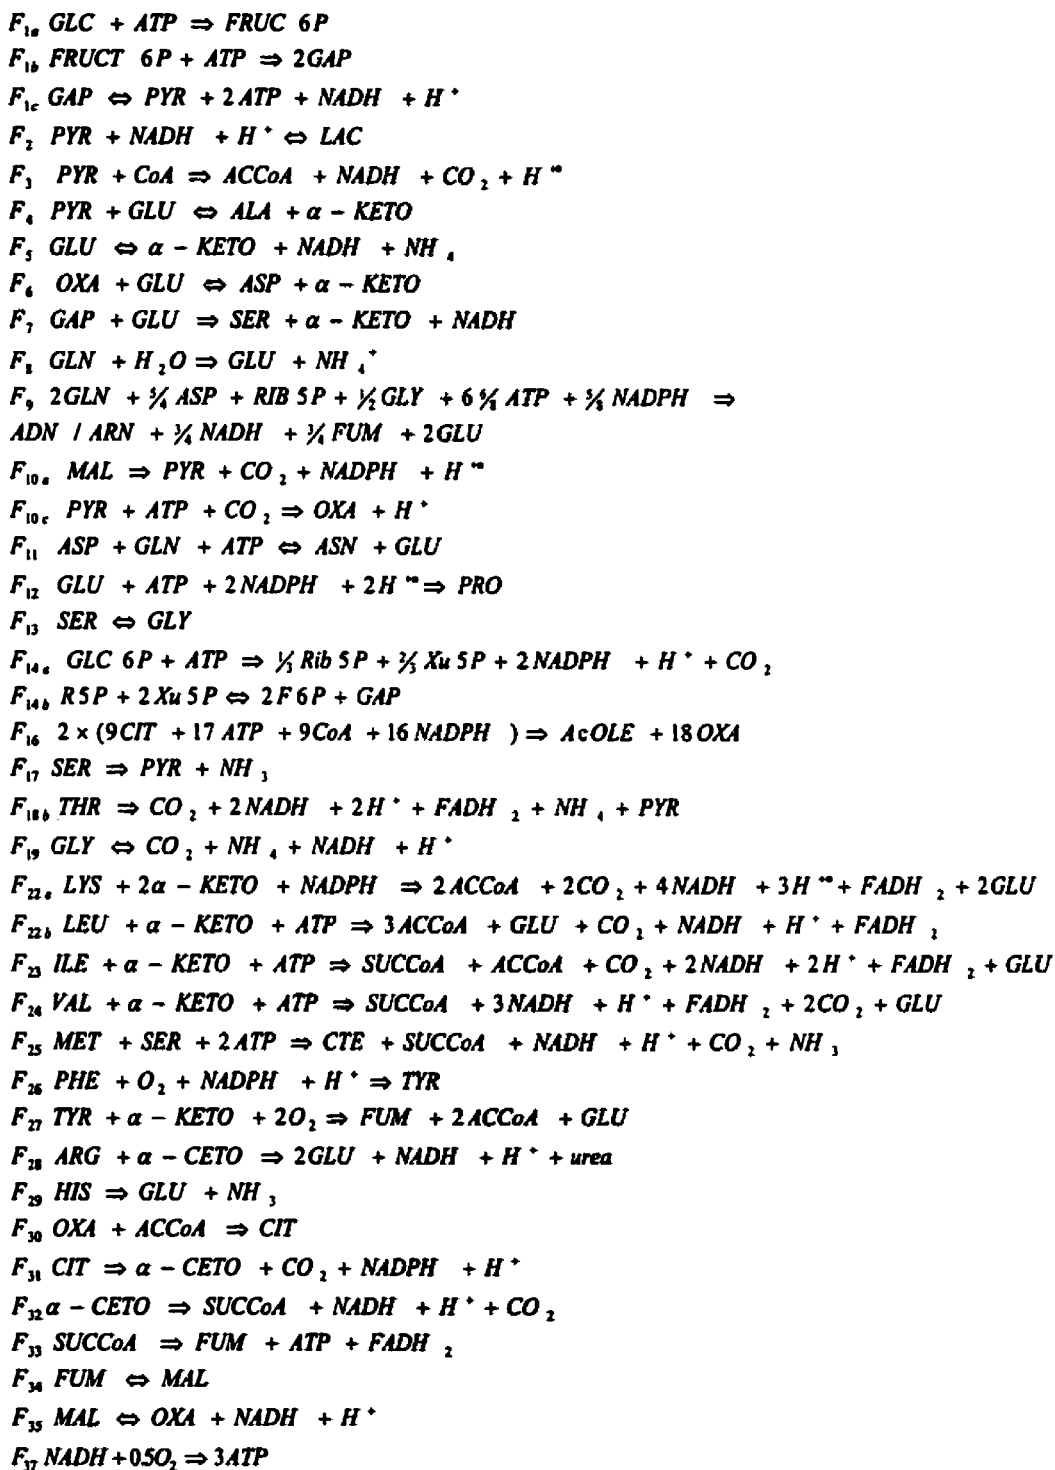 F1a GLC + ATP ⇒ FRUC 6P
F1b FRUCT 6P + ATP ⇒ 2GAP
F1c GAP ⇔ PYR + 2 ATP + NADH + H+
F2 PYR + NADH + H+ ⇔ LAC
F3 PYR + CoA ⇒ ACCoA + NADH + CO2 + H+
F4 PYR + GLU ⇔ ALA + α - KETO
F5 GLU ⇔ α - KETO + NADH + NH4
F6 OXA + GLU ⇔ ASP + α - KETO
F7 GAP + GLU ⇒ SER + α - KETO + NADH
F8 GLN + H2O ⇒ GLU + NH4+
F9 2GLN + 5/4 ASP + RIB 5P + 1/2 GLY + 6 5/8 ATP + 5/8 NADPH ⇒
ADN / ARN + 3/4 NADH + 3/4 FUM + 2GLU
F10a MAL ⇒ PYR + CO2 + NADPH + H+
F10c PYR + ATP + CO2 ⇒ OXA + H+
F11 ASP + GLN + ATP ⇔ ASN + GLU
F12 GLU + ATP + 2NADPH + 2H+ ⇒ PRO
F13 SER ⇔ GLY
F14a GLC 6P + ATP ⇒ 1/3 Rib 5P + 2/3 Xu 5P + 2NADPH + H+ + CO2
F14b R5P + 2Xu 5P ⇔ 2F6P + GAP
F16 2 × (9CIT + 17 ATP + 9CoA + 16 NADPH ) ⇒ AcOLE + 18 OXA
F17 SER ⇒ PYR + NH3
F18b THR ⇒ CO2 + 2NADH + 2H+ + FADH2 + NH4 + PYR
F19 GLY ⇔ CO2 + NH4 + NADH + H+
F22a LYS + 2α - KETO + NADPH ⇒ 2ACCoA + 2CO2 + 4NADH + 3H+ + FADH2 + 2GLU
F22b LEU + α - KETO + ATP ⇒ 3ACCoA + GLU + CO2 + NADH + H+ + FADH2
F23 ILE + α - KETO + ATP ⇒ SUCCoA + ACCoA + CO2 + 2NADH + 2H+ + FADH2 + GLU
F24 VAL + α - KETO + ATP ⇒ SUCCoA + 3NADH + H+ + FADH2 + 2CO2 + GLU
F25 MET + SER + 2ATP ⇒ CTE + SUCCoA + NADH + H+ + CO2 + NH3
F26 PHE + O2 + NADPH + H+ ⇒ TYR
F27 TYR + α - KETO + 2O2 ⇒ FUM + 2ACCoA + GLU
F28 ARG + α - CETO ⇒ 2GLU + NADH + H+ + urea
F29 HIS ⇒ GLU + NH3
F30 OXA + ACCoA ⇒ CIT
F31 CIT ⇒ α - CETO + CO2 + NADPH + H+
F32 α - CETO ⇒ SUCCoA + NADH + H+ + CO2
F33 SUCCoA ⇒ FUM + ATP + FADH2
F34 FUM ⇔ MAL
F35 MAL ⇔ OXA + NADH + H+
F37 NADH+05O2 ⇒ 3ATP